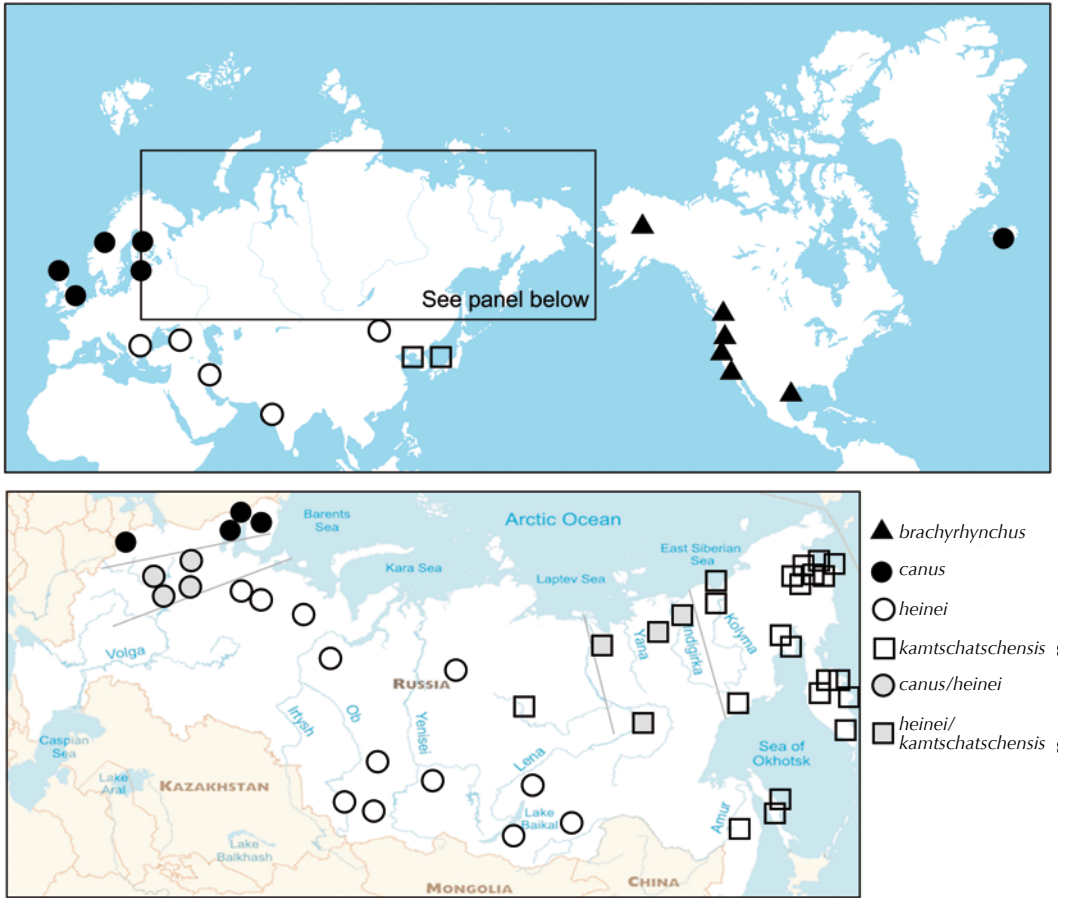 See panel below
Barents
Sea
Kara Sea
Arctic Ocean
Laptev Sea
East Siberian
Sea
Volga
Irtysh
Ob
Yenisei
RUSSIA
Lena
Yana
Indigirka
Kolyma
Caspian
Sea
Lake
Aral
KAZAKHSTAN
Lake
Balkhash
Lake
Baikal
Amur
Sea of
Okhotsk
MONGOLIA
CHINA
brachyrhynchus
canus
heinei
kamtschatschensis
canus/heinei
heinei/
kamtschatschensis